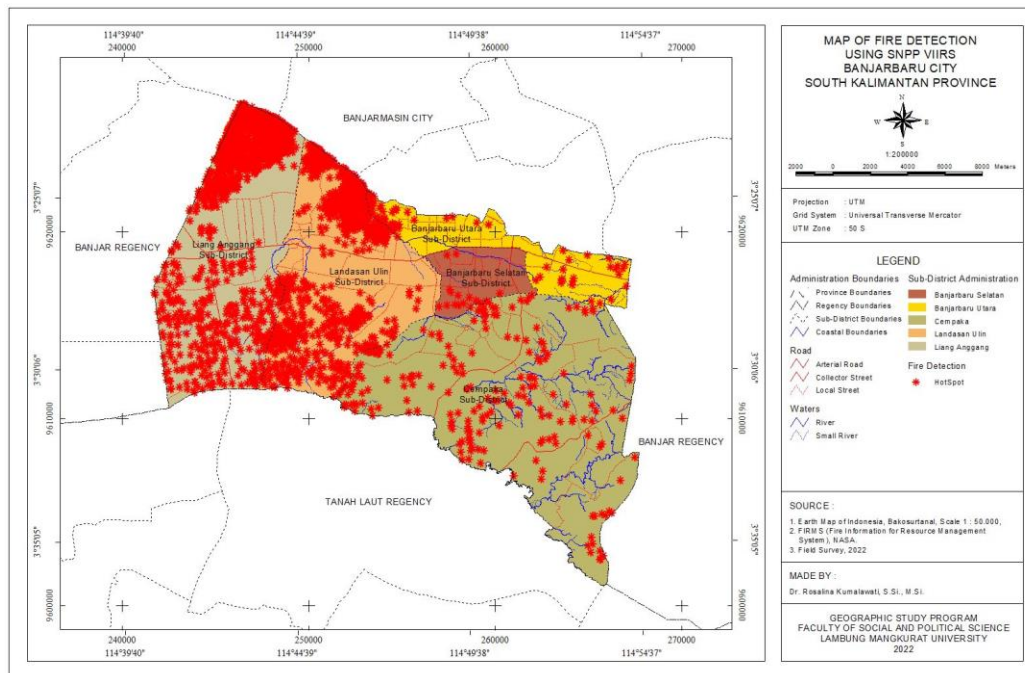 114°39'40" 114°44'39" 114°49'38" 114°54'37"
240000 250000 260000 270000
3°25'07"
9620000
3°30'06"
9610000
3°35'05"
9600000
BANJARMASIN CITY
BANJAR REGENCY
Liang Anggang
Sub-District
Landasan Ulin
Sub-District
Banjarbaru Utara
Sub-District
Banjarbaru Selatan
Sub-District
Cempaka
Sub-District
BANJAR REGENCY
TANAH LAUT REGENCY
3°25'07"
9620000
3°30'06"
9610000
3°35'05"
9600000
240000 250000 260000 270000
114°39'40" 114°44'39" 114°49'38" 114°54'37"
MAP OF FIRE DETECTION
USING SNPP VIIRS
BANJARBARU CITY
SOUTH KALIMANTAN PROVINCE
N
W E
S
1:200000
2000 0 2000 4000 6000 8000 Meters
Projection : UTM
Grid System : Universal Transverse Mercator
UTM Zone : 50 S
LEGEND
Administration Boundaries
Province Boundaries
Regency Boundaries
Sub-District Boundaries
Coastal Boundaries
Road
Arterial Road
Collector Street
Local Street
Waters
River
Small River
Sub-District Administration
Banjarbaru Selatan
Banjarbaru Utara
Cempaka
Landasan Ulin
Liang Anggang
Fire Detection
HotSpot
SOURCE :
1. Earth Map of Indonesia, Bakosurtanal, Scale 1 : 50.000,
2. FIRMS (Fire Information for Resource Management
System), NASA.
3. Field Survey, 2022
MADE BY :
Dr. Rosalina Kumalawati, S.Si., M.Si.
GEOGRAPHIC STUDY PROGRAM
FACULTY OF SOCIAL AND POLITICAL SCIENCE
LAMBUNG MANGKURAT UNIVERSITY
2022